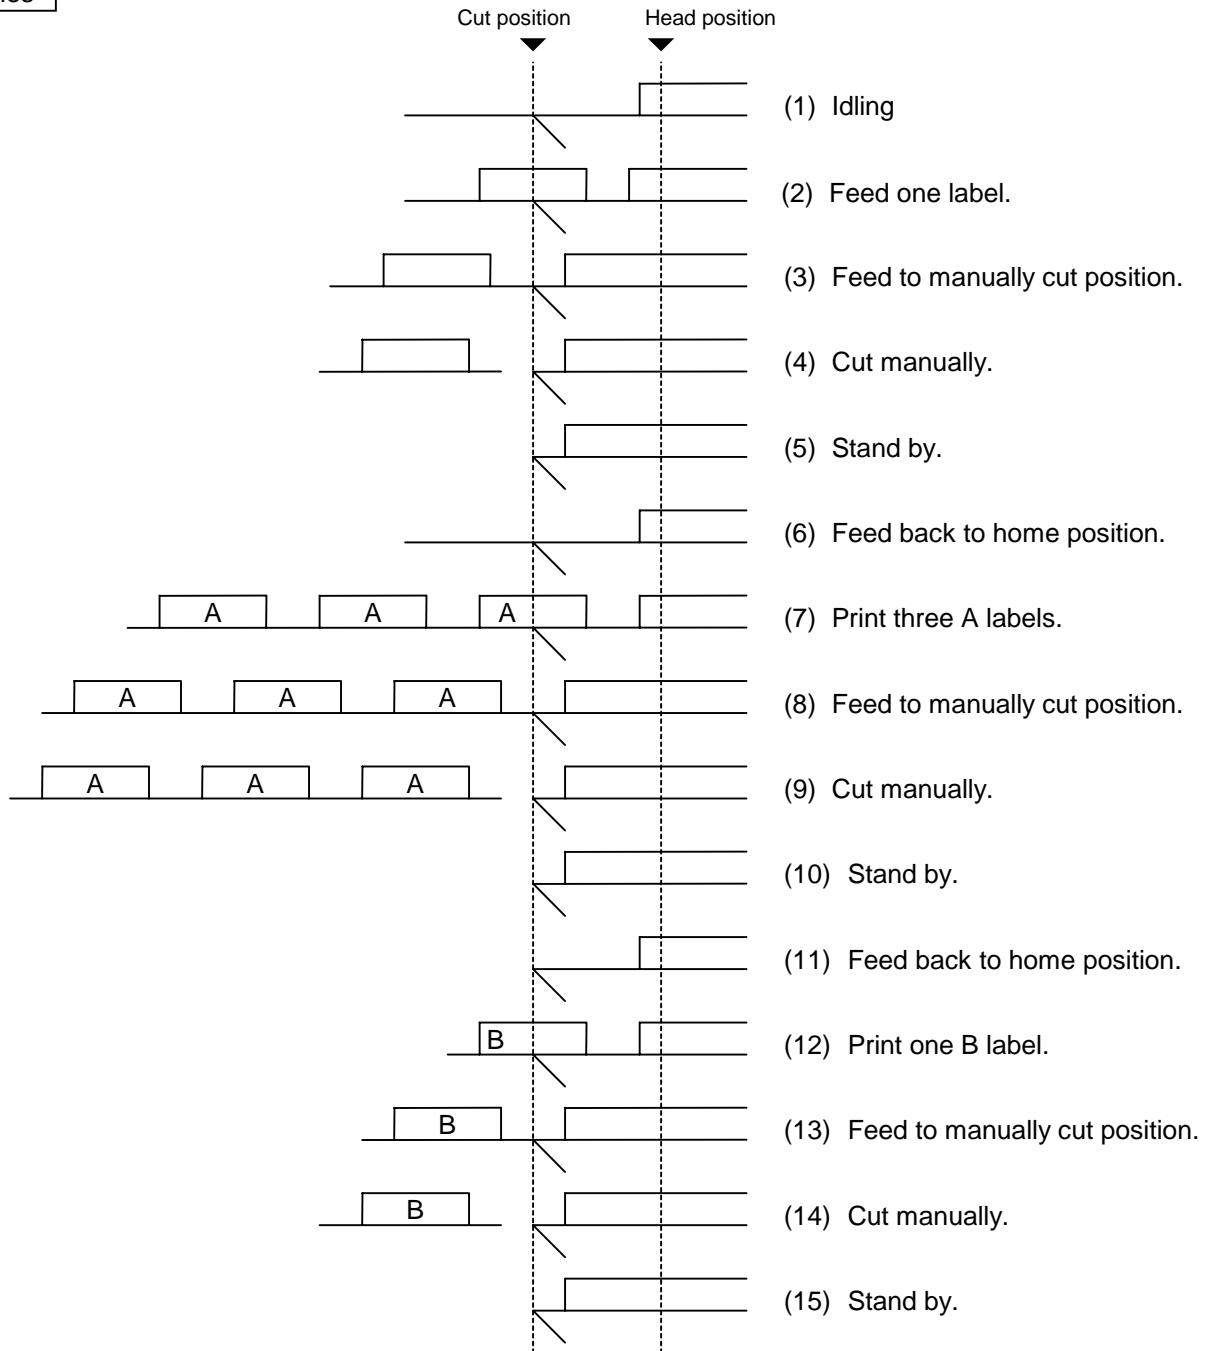 Cut position Head position
(1) Idling
(2) Feed one label.
(3) Feed to manually cut position.
(4) Cut manually.
(5) Stand by.
(6) Feed back to home position.
A A A (7) Print three A labels.
A A A (8) Feed to manually cut position.
A A A (9) Cut manually.
(10) Stand by.
(11) Feed back to home position.
B (12) Print one B label.
B (13) Feed to manually cut position.
B (14) Cut manually.
(15) Stand by.